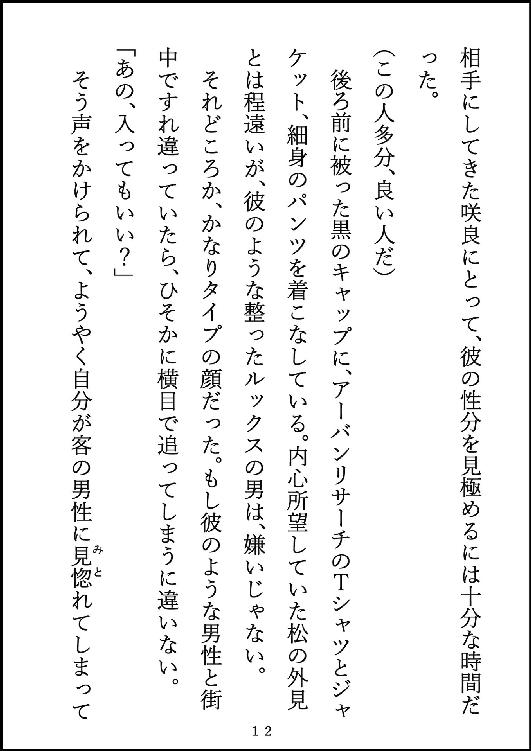 相手にしてきた咲良にとって、彼の性分を見極めるには十分な時間だ
った。
(この人多分、良い人だ)
後ろ前に被った黒のキャップに、アーバンリサーチのTシャツとジャ
ケット、細身のパンツを着こなしている。内心所望していた松の外見
とは程遠いが、彼のような整ったルックスの男は、嫌いじゃない。
それどころか、かなりタイプの顔だった。もし彼のような男性と街
中ですれ違っていたら、ひそかに横目で追ってしまうに違いない。
「あの、入ってもいい？」
そう声をかけられて、ようやく自分が客の男性に見惚れてしまって
みと
12